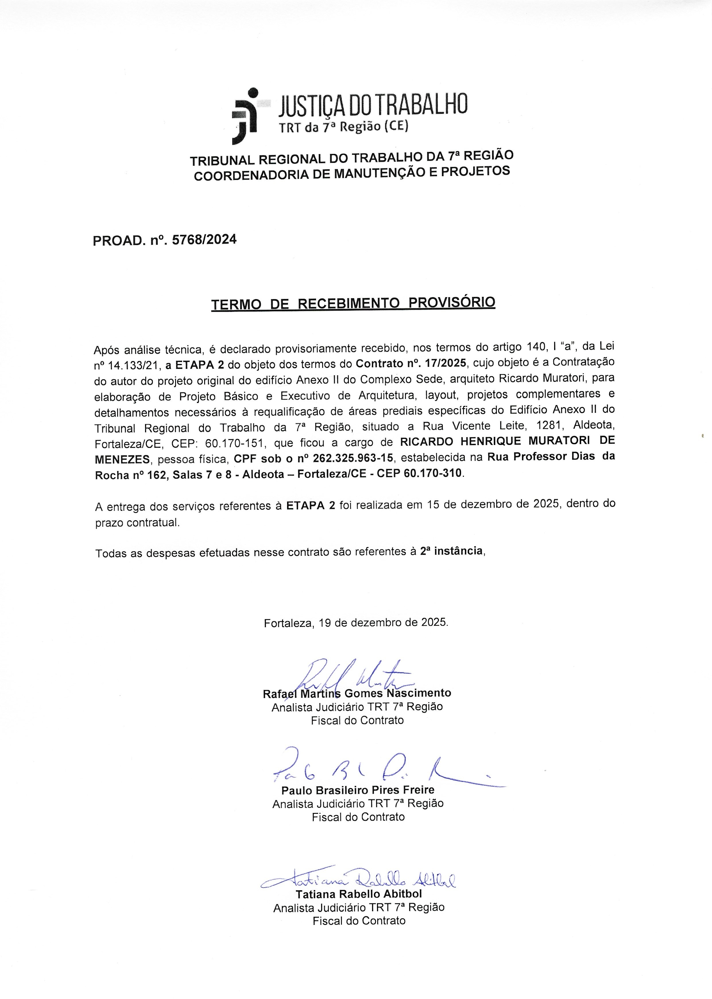 JUSTIÇA DO TRABALHO
TRT da 7ª Região (CE)
TRIBUNAL REGIONAL DO TRABALHO DA 7ª REGIÃO
COORDENADORIA DE MANUTENÇÃO E PROJETOS
PROAD. nº. 5768/2024
TERMO DE RECEBIMENTO PROVISÓRIO
Após análise técnica, é declarado provisoriamente recebido, nos termos do artigo 140, I “a”, da Lei
nº 14.133/21, a ETAPA 2 do objeto dos termos do Contrato nº. 17/2025, cujo objeto é a Contratação
do autor do projeto original do edifício Anexo II do Complexo Sede, arquiteto Ricardo Muratori, para
elaboração de Projeto Básico e Executivo de Arquitetura, layout, projetos complementares e
detalhamentos necessários à requalificação de áreas prediais específicas do Edifício Anexo II do
Tribunal Regional do Trabalho da 7ª Região, situado a Rua Vicente Leite, 1281, Aldeota,
Fortaleza/CE, CEP: 60.170-151, que ficou a cargo de RICARDO HENRIQUE MURATORI DE
MENEZES, pessoa física, CPF sob o nº 262.325.963-15, estabelecida na Rua Professor Dias da
Rocha nº 162, Salas 7 e 8 - Aldeota – Fortaleza/CE - CEP 60.170-310.
A entrega dos serviços referentes à ETAPA 2 foi realizada em 15 de dezembro de 2025, dentro do
prazo contratual.
Todas as despesas efetuadas nesse contrato são referentes à 2ª instância,
Fortaleza, 19 de dezembro de 2025.
Rafael Martins Gomes Nascimento
Analista Judiciário TRT 7ª Região
Fiscal do Contrato
Paulo Brasileiro Pires Freire
Analista Judiciário TRT 7ª Região
Fiscal do Contrato
Tatiana Rabello Abitbol
Tatiana Rabello Abitbol
Analista Judiciário TRT 7ª Região
Fiscal do Contrato